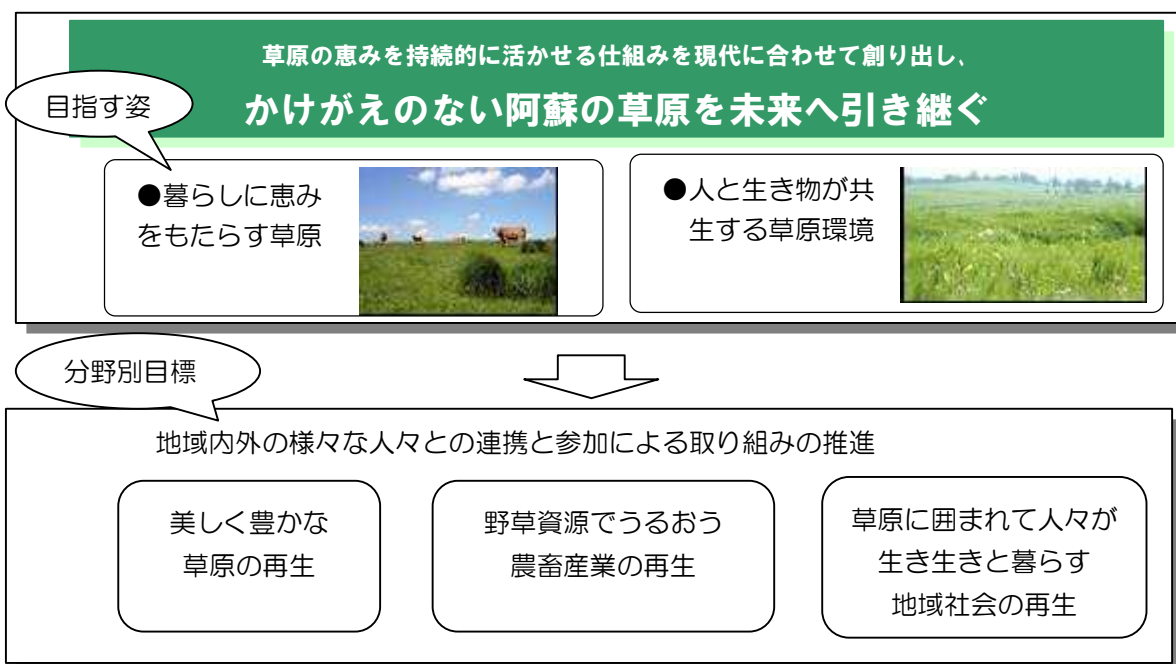 草原の恵みを持続的に活かせる仕組みを現代に合わせて創り出し、
かけがえのない阿蘇の草原を未来へ引き継ぐ
目指す姿
●暮らしに恵み
をもたらす草原
●人と生き物が共
生する草原環境
分野別目標
地域内外の様々な人々との連携と参加による取り組みの推進
美しく豊かな
草原の再生
野草資源でうるおう
農畜産業の再生
草原に囲まれて人々が
生き生きと暮らす
地域社会の再生